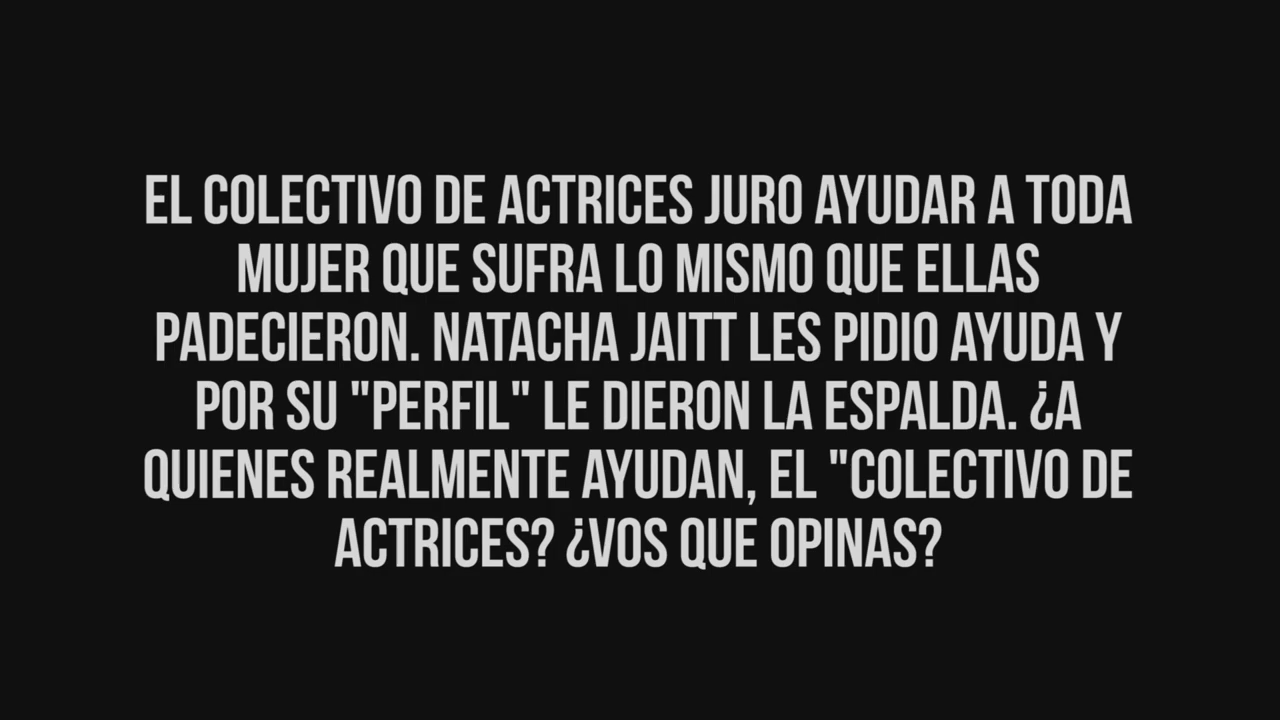 EL COLECTIVO DE ACTRICES JURO AYUDAR A TODA
MUJER QUE SUFRA LO MISMO QUE ELLAS
PADECIERON. NATACHA JAITT LES PIDIO AYUDA Y
POR SU "PERFIL" LE DIERON LA ESPALDA. ¿A
QUIENES REALMENTE AYUDAN, EL "COLECTIVO DE
ACTRICES? ¿VOS QUE OPINAS?